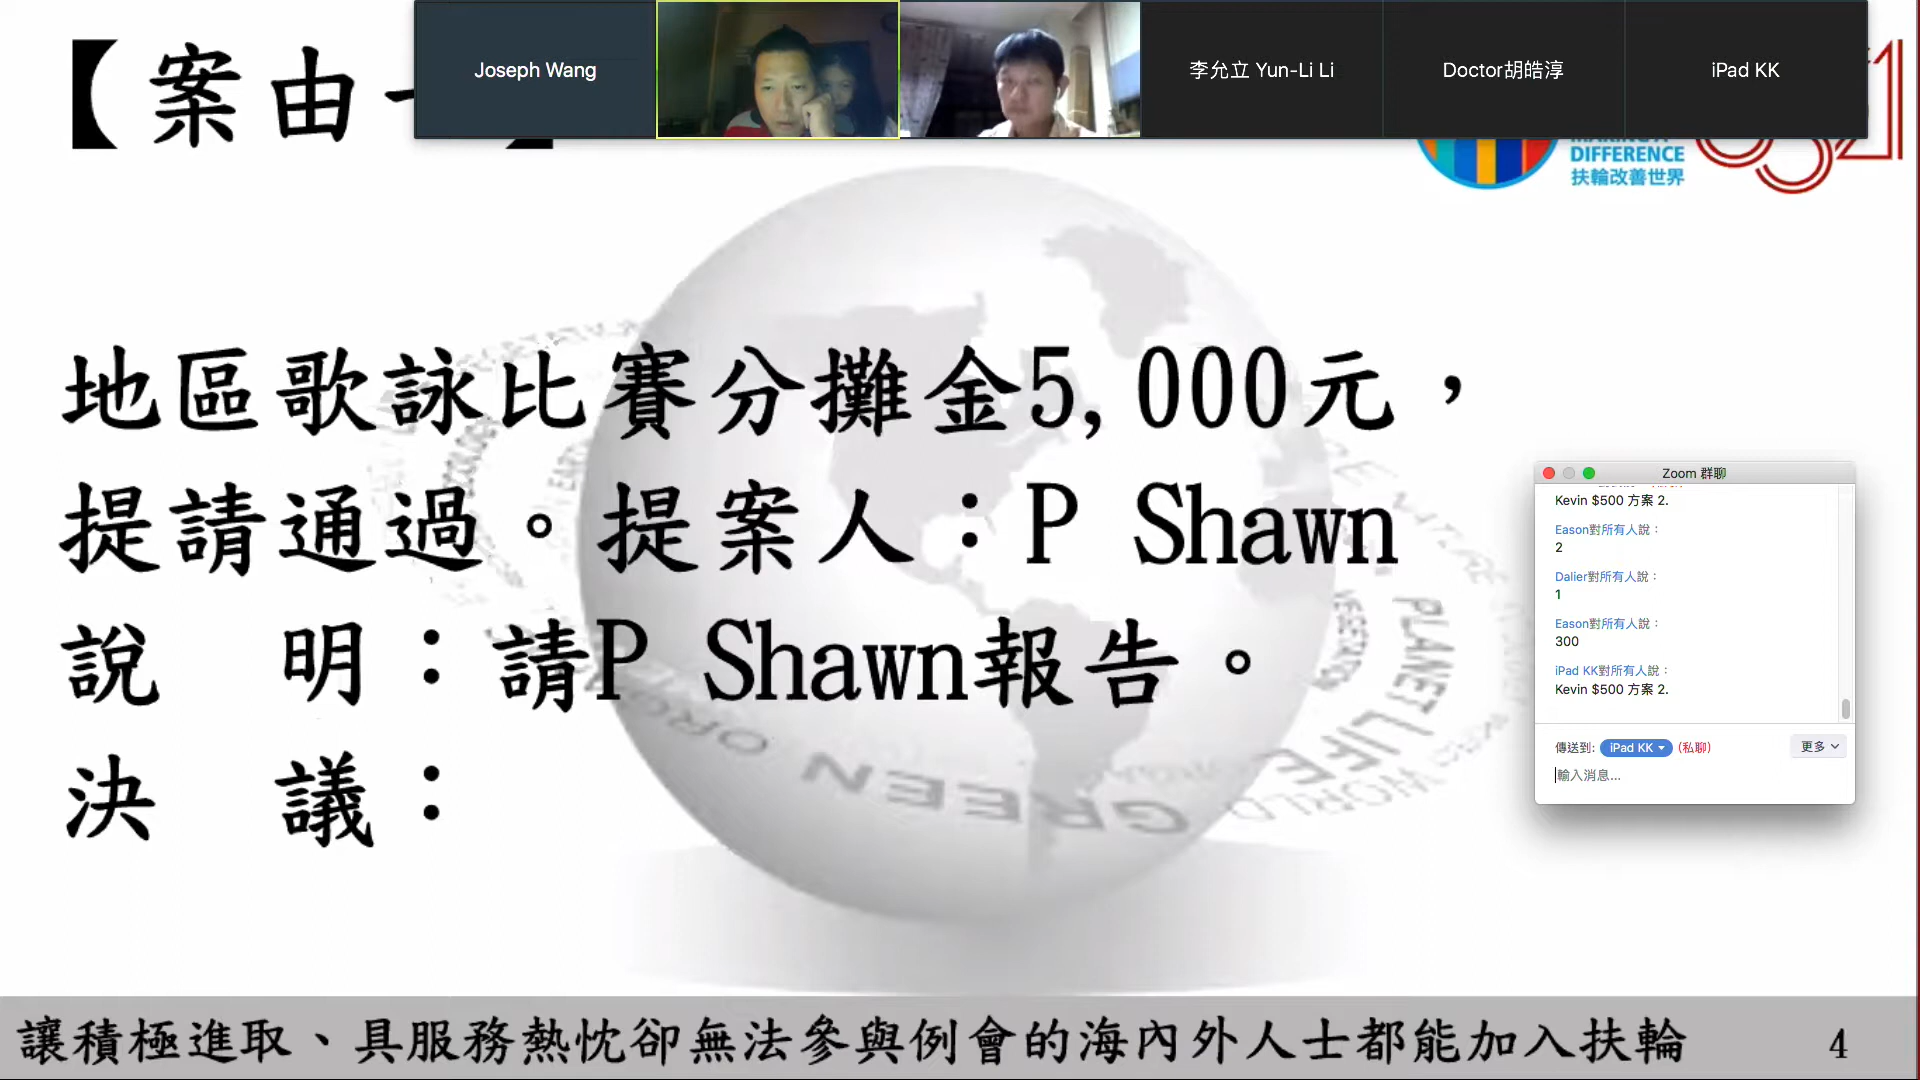 【案由一】
Joseph Wang
李允立 Yun-Li Li
Doctor胡皓淳
iPad KK
DIFFERENCE
扶輪改善世界
地區歌詠比賽分攤金5,000元，
提請通過。提案人：P Shawn
說　明：請P Shawn報告。
決　議：
Zoom 群聊
Kevin $500 方案 2.
Eason對所有人說：
2
Dalier對所有人說：
1
Eason對所有人說：
300
iPad KK對所有人說：
Kevin $500 方案 2.
傳送到: iPad KK (私聊) 更多
輸入消息...
PLANET LIFE
GREEN
WORLD
讓積極進取、具服務熱忱卻無法參與例會的海內外人士都能加入扶輪
4